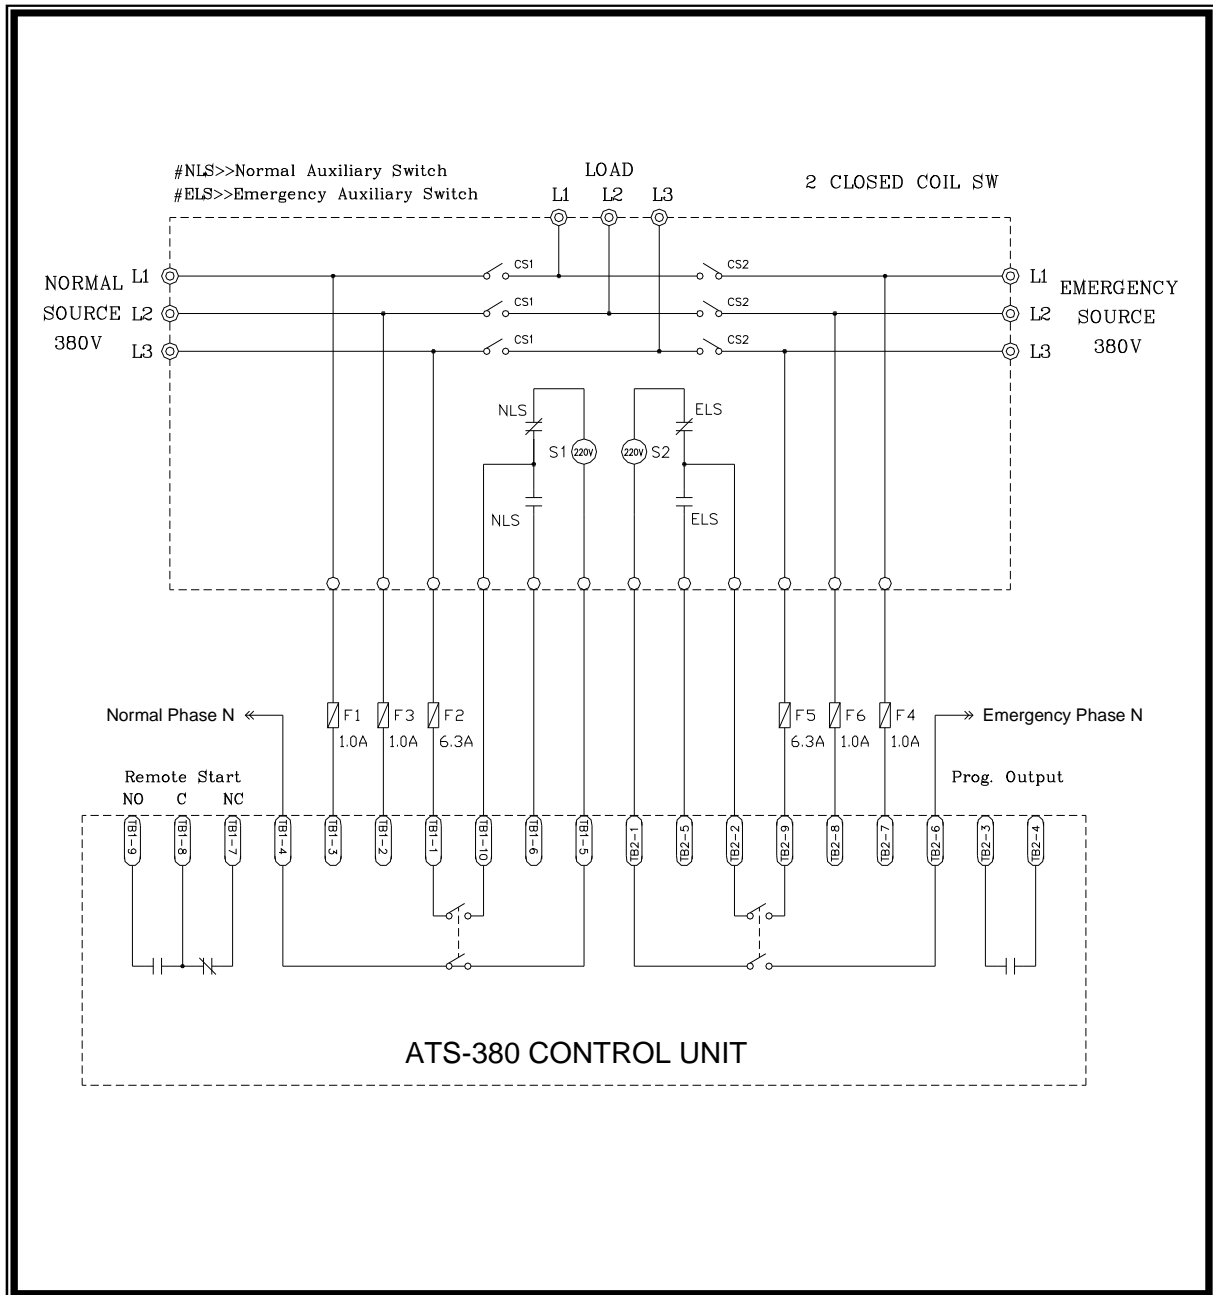 #NLS>>Normal Auxiliary Switch
#ELS>>Emergency Auxiliary Switch
LOAD
L1 L2 L3
2 CLOSED COIL SW
NORMAL
SOURCE
380V
L1
L2
L3
CS1
CS1
CS1
CS2
CS2
CS2
L1
L2
L3
EMERGENCY
SOURCE
380V
NLS
S1
220V
NLS
220V
S2
ELS
ELS
Normal Phase N
F1
1.0A
F3
1.0A
F2
6.3A
F5
6.3A
F6
1.0A
F4
1.0A
Emergency Phase N
Remote Start
NO C NC
Prog. Output
TB1-9
TB1-8
TB1-7
TB1-4
TB1-3
TB1-2
TB1-1
TB1-10
TB1-6
TB1-5
TB2-1
TB2-5
TB2-2
TB2-9
TB2-8
TB2-7
TB2-6
TB2-3
TB2-4
ATS-380 CONTROL UNIT